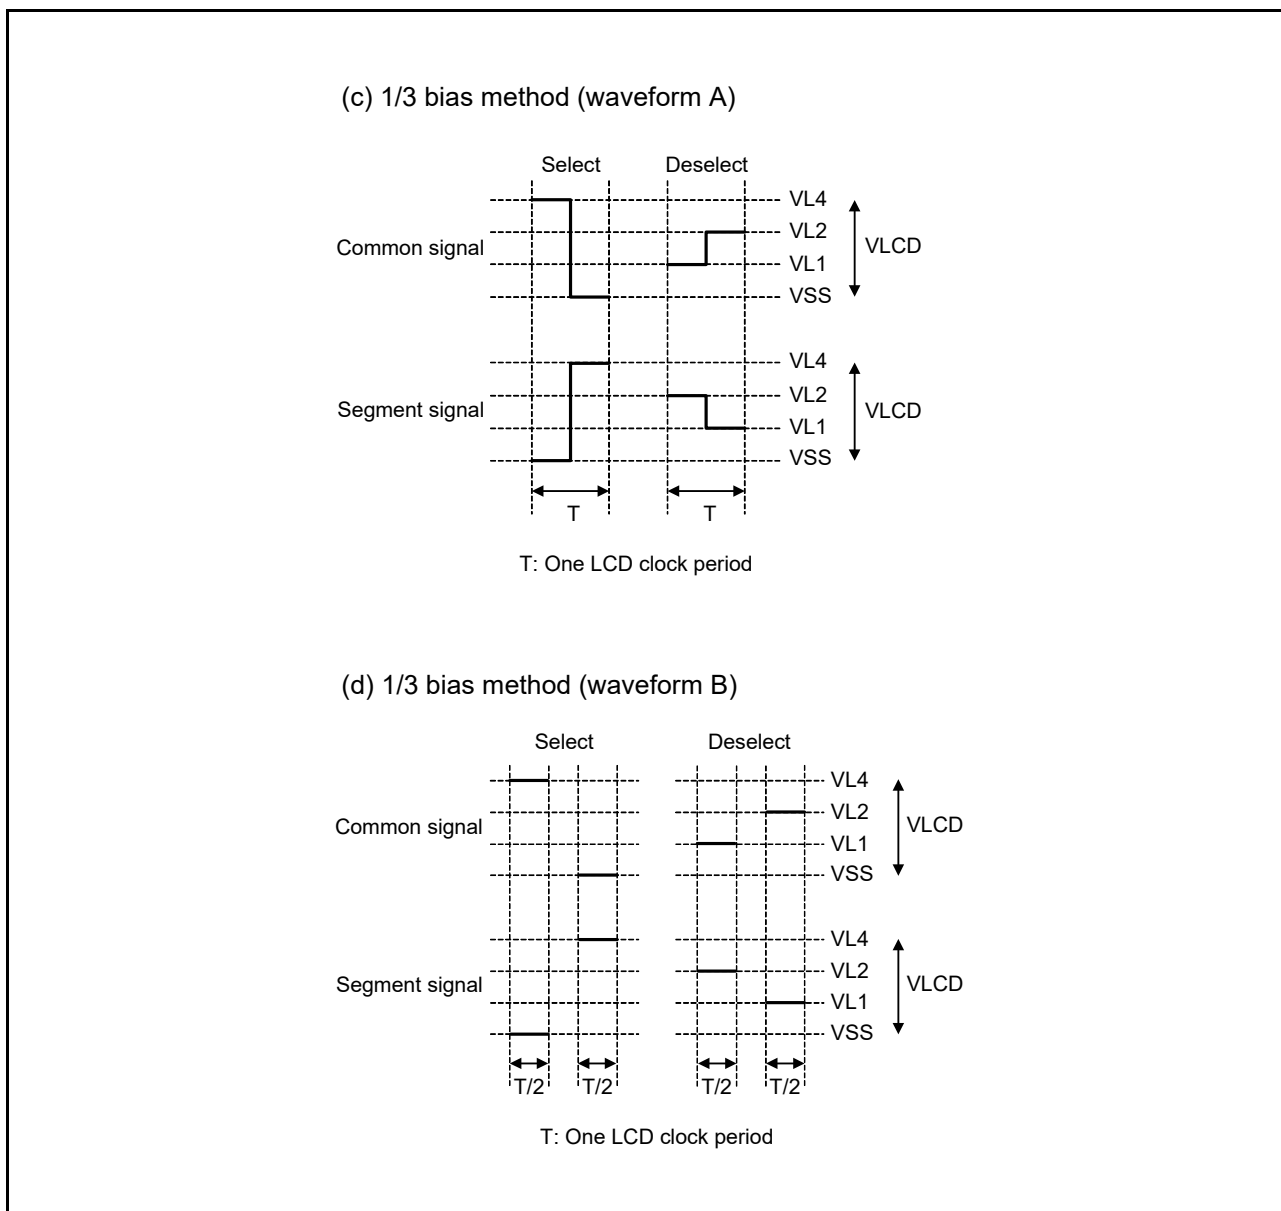 (c) 1/3 bias method (waveform A)
Select Deselect
VL4
VL2
Common signal VLCD
VL1
VSS
VL4
VL2
Segment signal VLCD
VL1
VSS
T T
T: One LCD clock period
(d) 1/3 bias method (waveform B)
Select Deselect
VL4
VL2
Common signal VLCD
VL1
VSS
VL4
VL2
Segment signal VLCD
VL1
VSS
T/2 T/2 T/2 T/2
T: One LCD clock period